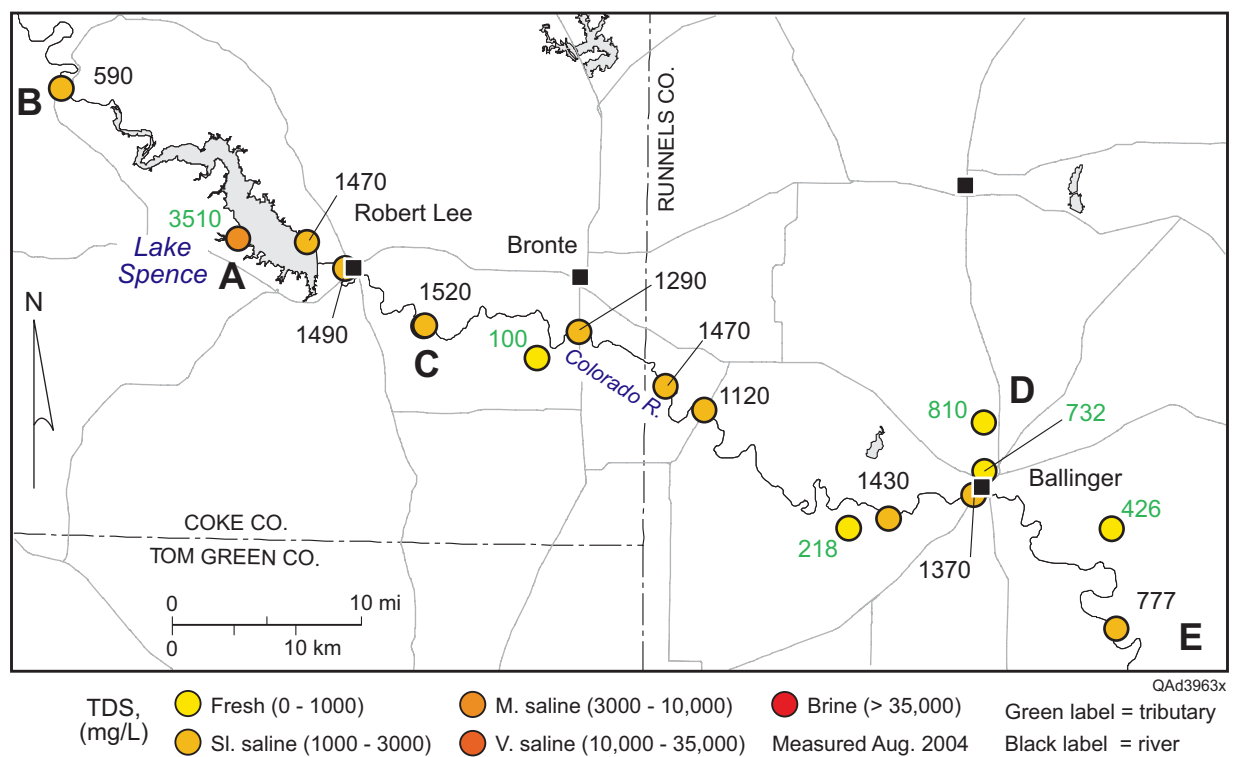 590
B
RUNNELS CO.
1470
Robert Lee
3510
Lake
Spence
A
Bronte
N
1490
1520
C
1290
100
1470
Colorado R.
1120
D
810
732
1430
Ballinger
426
218
1370
COKE CO.
TOM GREEN CO.
0 10 mi
0 10 km
777
E
QAd3963x
TDS,
(mg/L)
Fresh (0 - 1000)
Sl. saline (1000 - 3000)
M. saline (3000 - 10,000)
V. saline (10,000 - 35,000)
Brine (> 35,000)
Measured Aug. 2004
Green label = tributary
Black label = river